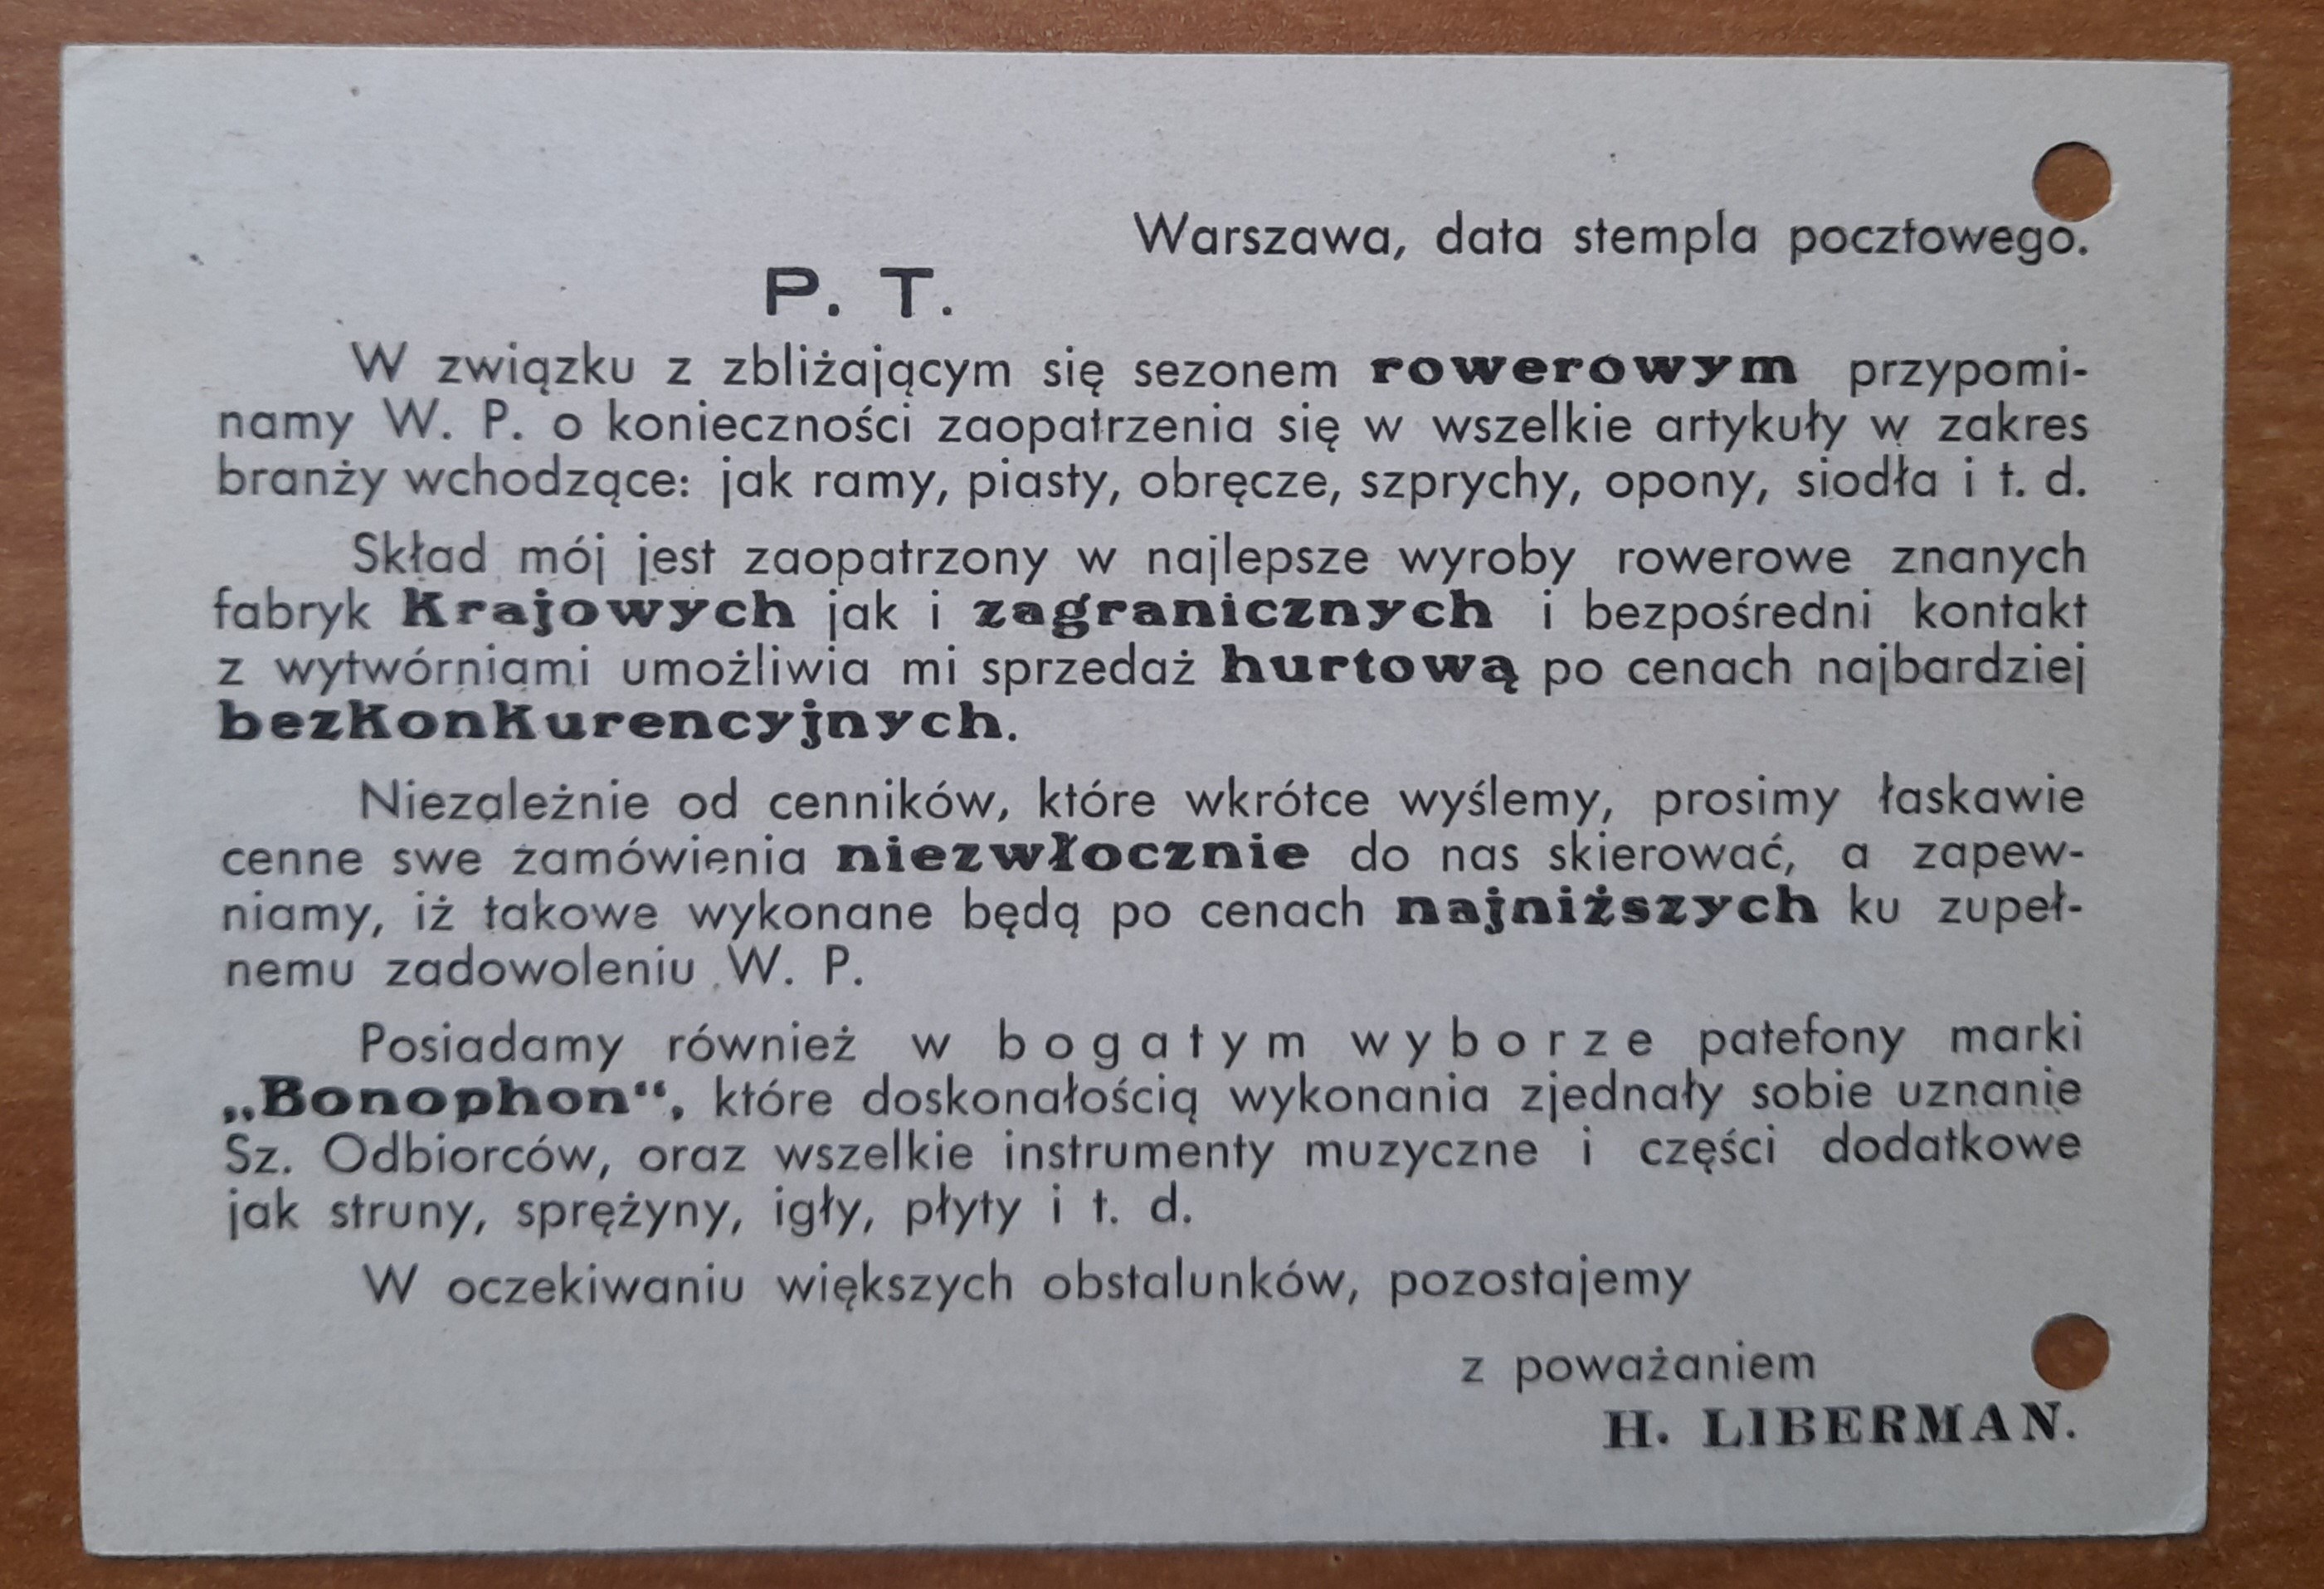 Warszawa, data stempla pocztowego.
P. T.
W związku z zbliżającym się sezonem rowerowym przypomi-
namy W. P. o konieczności zaopatrzenia się w wszelkie artykuły w zakres
branży wchodzące: jak ramy, piasty, obręcze, szprychy, opony, siodła i t. d.
Skład mój jest zaopatrzony w najlepsze wyroby rowerowe znanych
fabryk Krajowych jak i zagranicznych i bezpośredni kontakt
z wytwórniami umożliwia mi sprzedaż hurtową po cenach najbardziej
bezkonkurencyjnych.
Niezależnie od cenników, które wkrótce wyślemy, prosimy łaskawie
cenne swe zamówienia niezwłocznie do nas skierować, a zapew-
niamy, iż takowe wykonane będą po cenach najniższych ku zupeł-
nemu zadowoleniu W. P.
Posiadamy również w bogatym wyborze patefony marki
„Bonophon“, które doskonałością wykonania zjednały sobie uznanie
Sz. Odbiorców, oraz wszelkie instrumenty muzyczne i części dodatkowe
jak struny, sprężyny, igły, płyty i t. d.
W oczekiwaniu większych obstalunków, pozostajemy
z poważaniem
H. LIBERMAN.